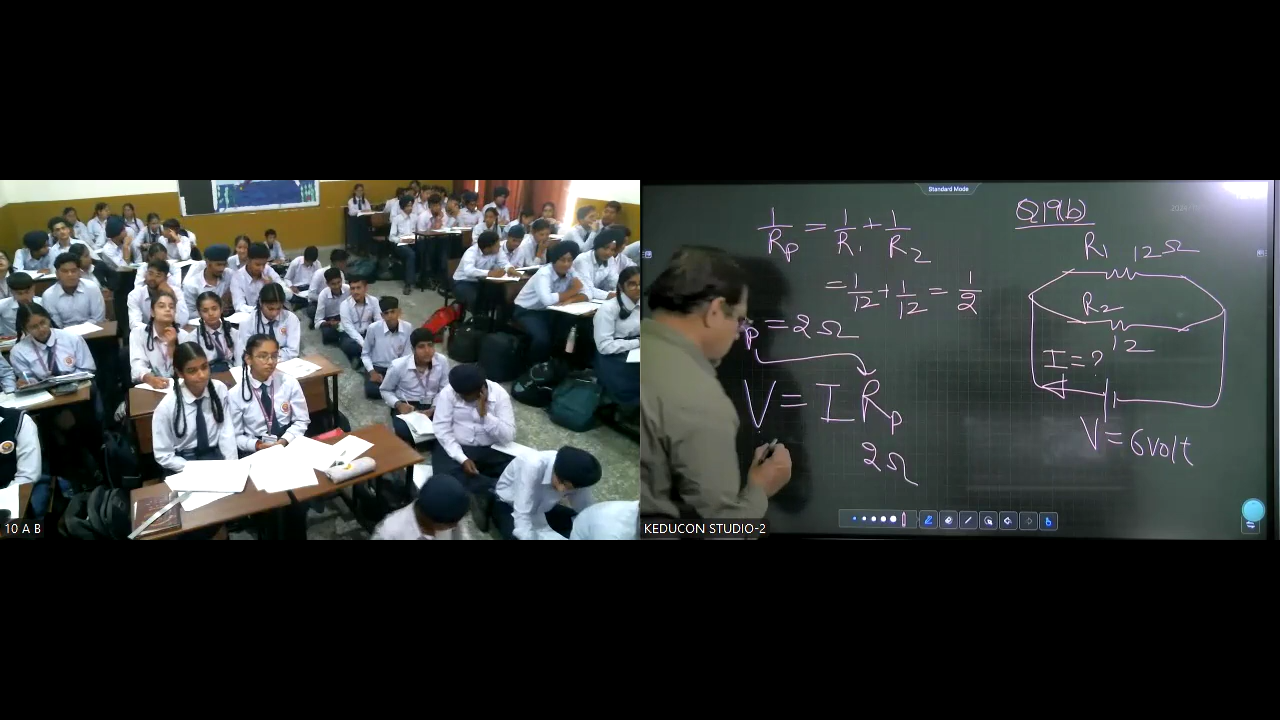 Standard Mode
1/Rp = 1/R1 + 1/R2
= 1/12 + 1/12 = 1/2
p = 2Ω
V = I Rp
2Ω
Q19(b)
R1 12Ω
R2
12
I = ?
V = 6volt
10 A B
KEDUCON STUDIO-2